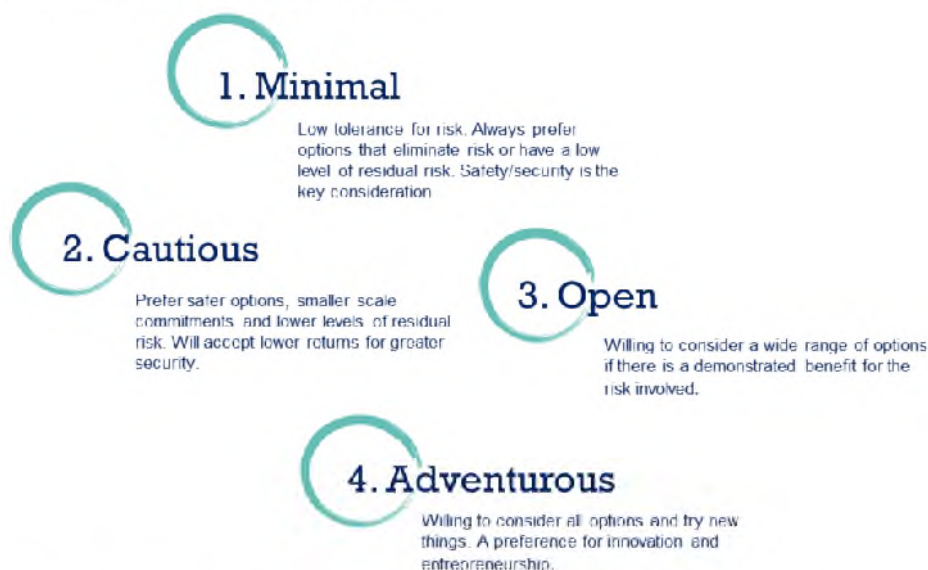 1. Minimal
Low tolerance for risk. Always prefer
options that eliminate risk or have a low
level of residual risk. Safety/security is the
key consideration
2. Cautious
Prefer safer options, smaller scale
commitments and lower levels of residual
risk. Will accept lower returns for greater
security.
3. Open
Willing to consider a wide range of options
if there is a demonstrated benefit for the
risk involved.
4. Adventurous
Willing to consider all options and try new
things. A preference for innovation and
entrepreneurship.